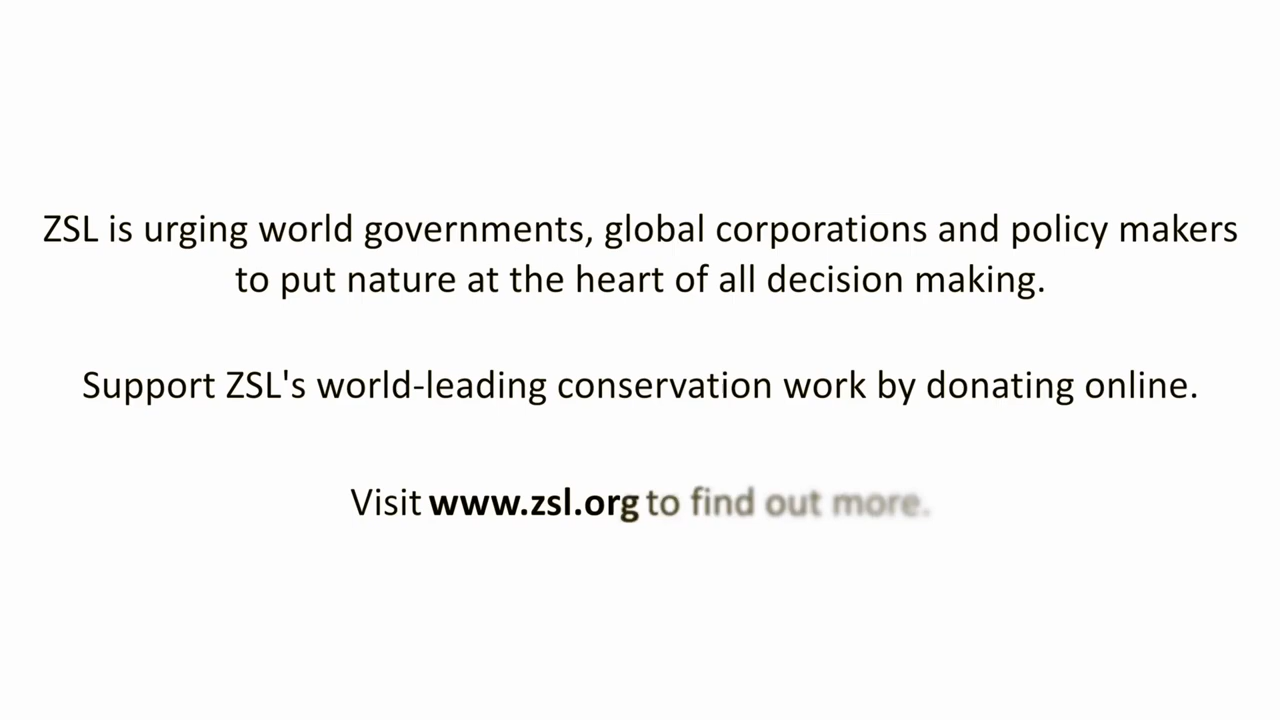 ZSL is urging world governments, global corporations and policy makers
to put nature at the heart of all decision making.
Support ZSL's world-leading conservation work by donating online.
Visit www.zsl.org to find out more.